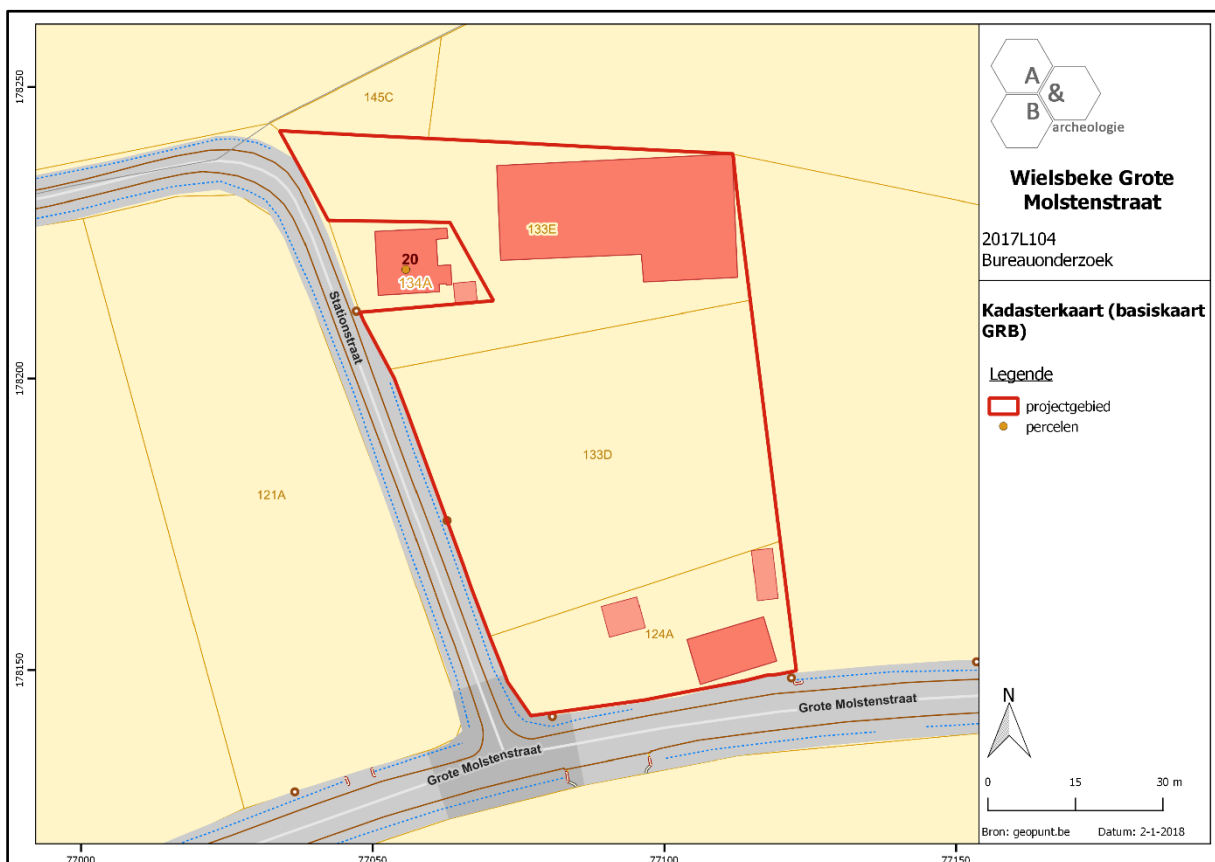 178250
178200
178150
77000
77050
77100
77150
145C
133E
20
134A
133D
121A
124A
Stationstraat
Grote Molstenstraat
Grote Molstenstraat
A
&
B
archeologie
Wielsbeke Grote
Molstenstraat
2017L104
Bureauonderzoek
Kadasterkaart (basiskaart
GRB)
Legende
projectgebied
percelen
N
0 15 30 m
Bron: geopunt.be Datum: 2-1-2018